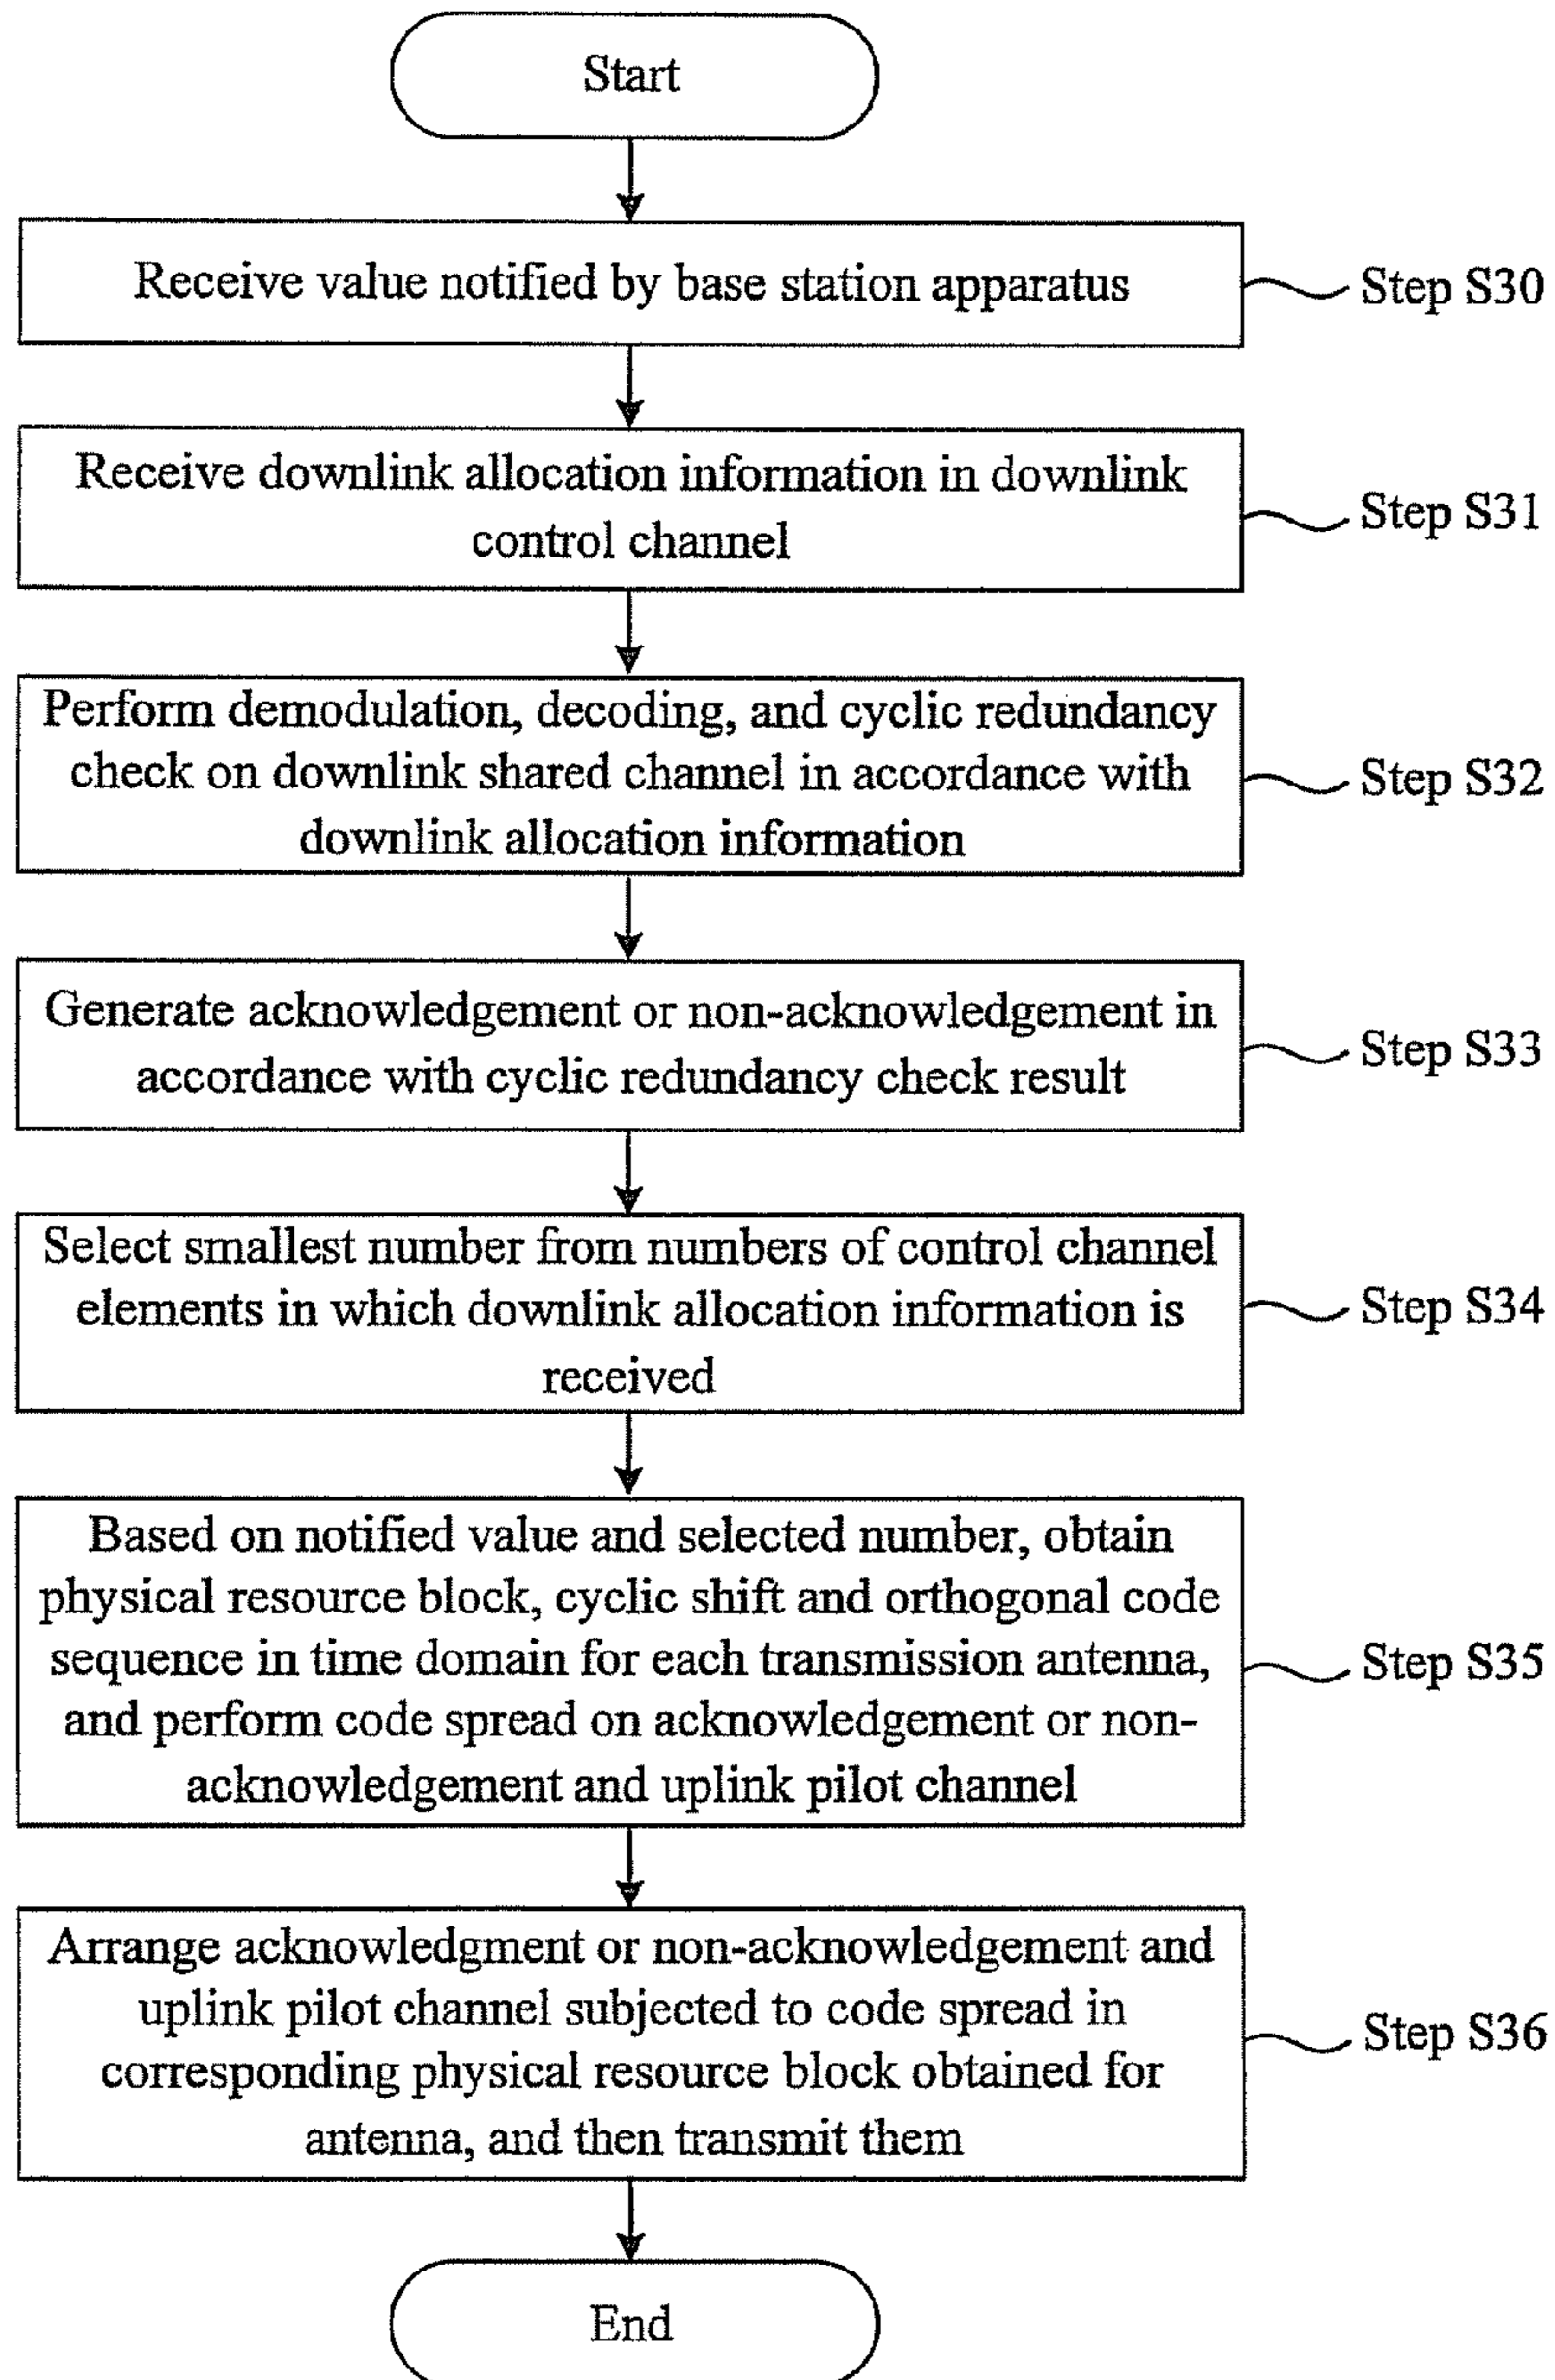 Start
Receive value notified by base station apparatus
Step S30
Receive downlink allocation information in downlink
control channel
Step S31
Perform demodulation, decoding, and cyclic redundancy
check on downlink shared channel in accordance with
downlink allocation information
Step S32
Generate acknowledgement or non-acknowledgement in
accordance with cyclic redundancy check result
Step S33
Select smallest number from numbers of control channel
elements in which downlink allocation information is
received
Step S34
Based on notified value and selected number, obtain
physical resource block, cyclic shift and orthogonal code
sequence in time domain for each transmission antenna,
and perform code spread on acknowledgement or non-
acknowledgement and uplink pilot channel
Step S35
Arrange acknowledgment or non-acknowledgement and
uplink pilot channel subjected to code spread in
corresponding physical resource block obtained for
antenna, and then transmit them
Step S36
End